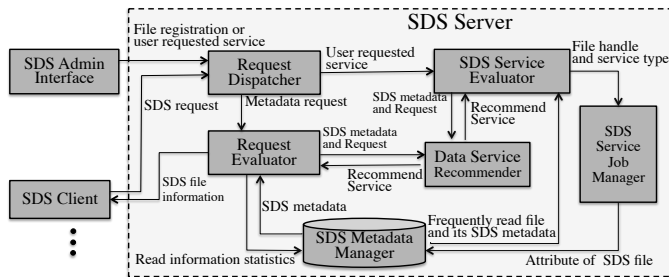 SDS Server
File registration or
user requested service
SDS Admin
Interface
Request
Dispatcher
User requested
service
SDS Service
Evaluator
File handle
and service type
SDS request
Metadata request
SDS metadata
and Request
Recommend
Service
Request
Evaluator
SDS metadata
and Request
Recommend
Service
Data Service
Recommender
SDS
Service
Job
Manager
SDS Client
SDS file
information
SDS metadata
SDS Metadata
Manager
Frequently read file
and its SDS metadata
Read information statistics
Attribute of SDS file